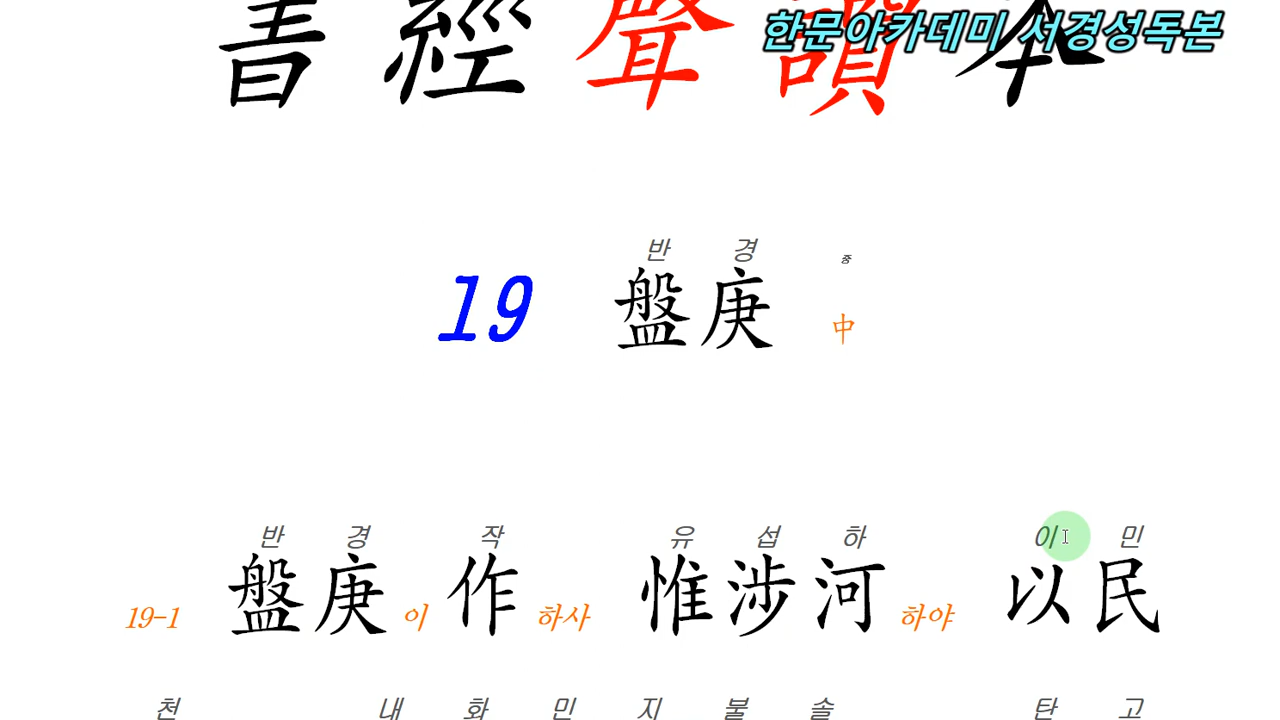 書經聲讀本
한문아카데미 서경성독본
반 경 중
19 盤庚 中
반 경 작 유 섭 하 이 민
19-1 盤庚이 作하사 惟涉河하야 以民
천 내 화 민 지 불 솔 탄 고